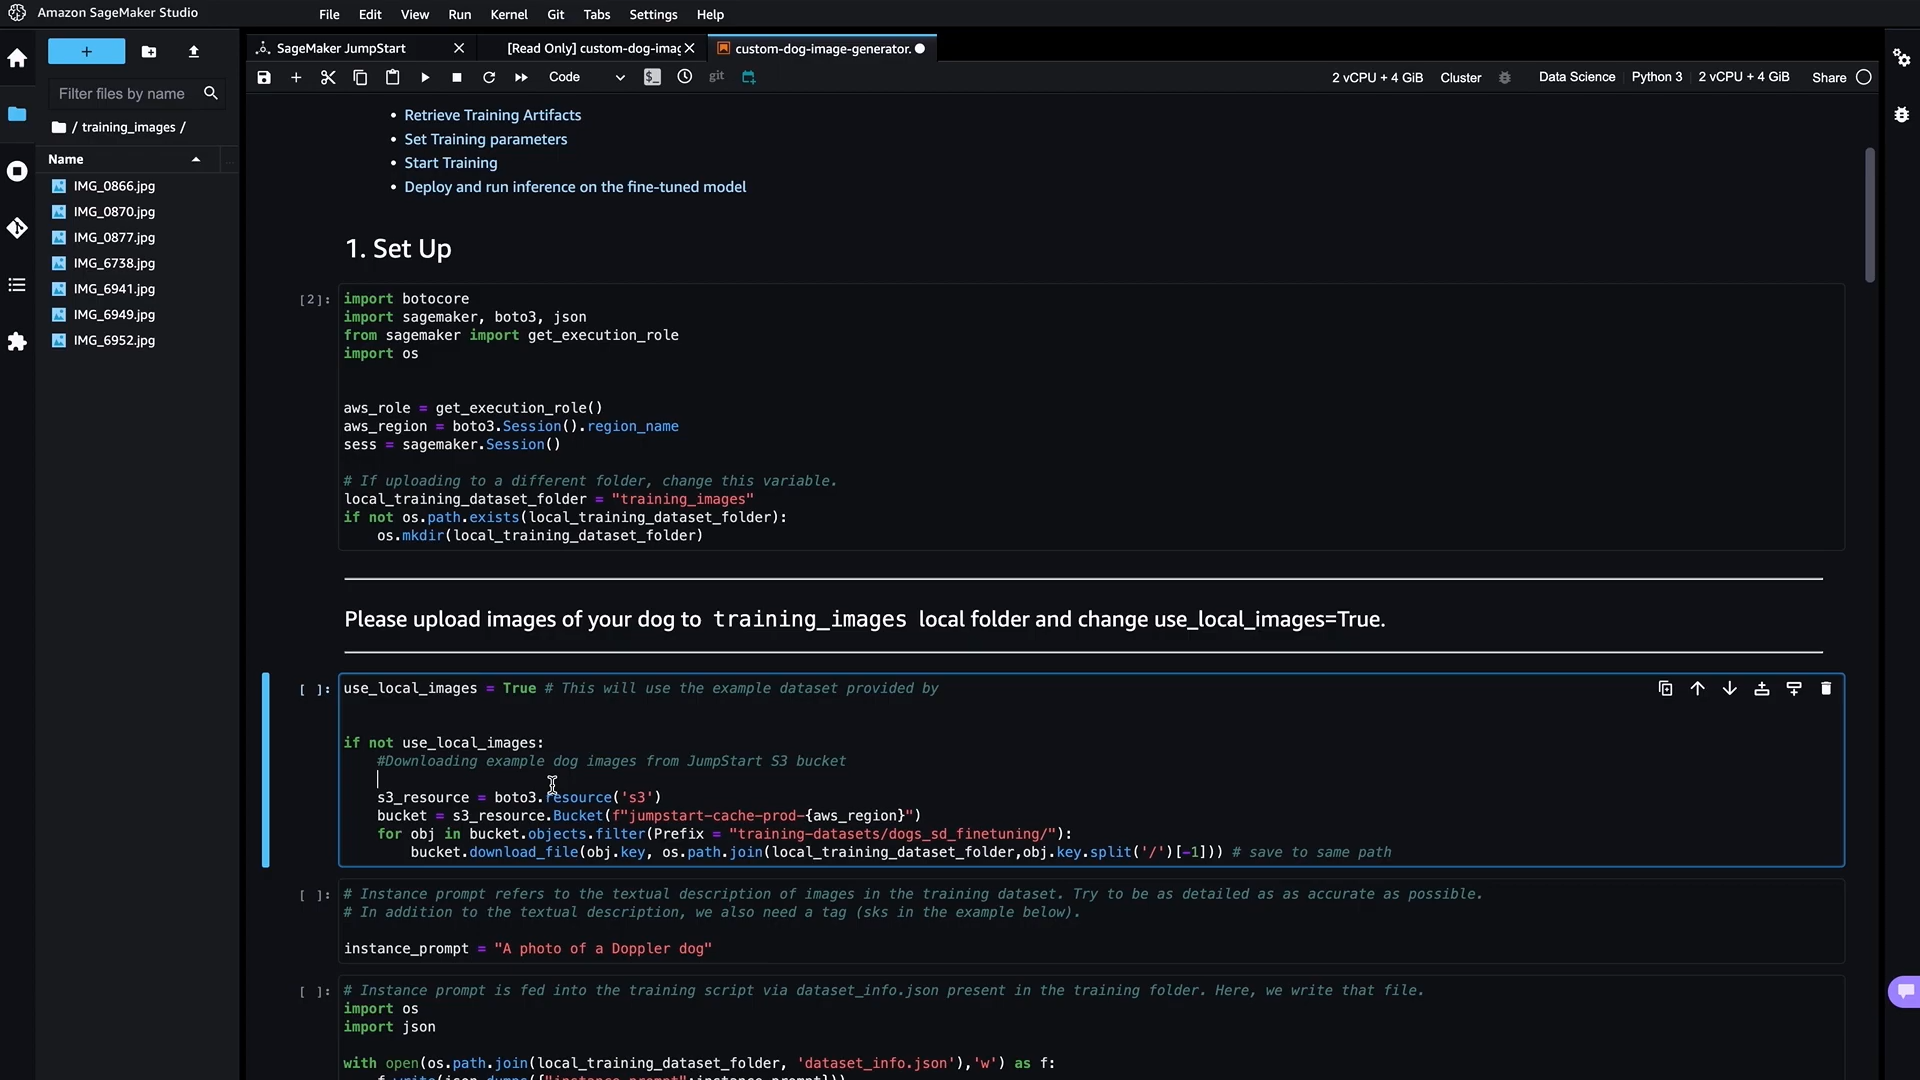 Amazon SageMaker Studio
File Edit View Run Kernel Git Tabs Settings Help
SageMaker JumpStart
[Read Only] custom-dog-imag
custom-dog-image-generator.
Code
git
2 vCPU + 4 GiB Cluster Data Science Python 3 2 vCPU + 4 GiB Share
Filter files by name
/ training_images /
Name
IMG_0866.jpg
IMG_0870.jpg
IMG_0877.jpg
IMG_6738.jpg
IMG_6941.jpg
IMG_6949.jpg
IMG_6952.jpg
• Retrieve Training Artifacts
• Set Training parameters
• Start Training
• Deploy and run inference on the fine-tuned model
1. Set Up
[2]:
import botocore
import sagemaker, boto3, json
from sagemaker import get_execution_role
import os
aws_role = get_execution_role()
aws_region = boto3.Session().region_name
sess = sagemaker.Session()
# If uploading to a different folder, change this variable.
local_training_dataset_folder = "training_images"
if not os.path.exists(local_training_dataset_folder):
    os.mkdir(local_training_dataset_folder)
Please upload images of your dog to training_images local folder and change use_local_images=True.
[ ]:
use_local_images = True # This will use the example dataset provided by
if not use_local_images:
    #Downloading example dog images from JumpStart S3 bucket
    s3_resource = boto3.resource('s3')
    bucket = s3_resource.Bucket(f"jumpstart-cache-prod-{aws_region}")
    for obj in bucket.objects.filter(Prefix = "training-datasets/dogs_sd_finetuning/"):
        bucket.download_file(obj.key, os.path.join(local_training_dataset_folder,obj.key.split('/')[-1])) # save to same path
[ ]:
# Instance prompt refers to the textual description of images in the training dataset. Try to be as detailed as as accurate as possible.
# In addition to the textual description, we also need a tag (sks in the example below).
instance_prompt = "A photo of a Doppler dog"
[ ]:
# Instance prompt is fed into the training script via dataset_info.json present in the training folder. Here, we write that file.
import os
import json
with open(os.path.join(local_training_dataset_folder, 'dataset_info.json'),'w') as f:
    f.write(json.dumps({"instance_prompt":instance_prompt}))